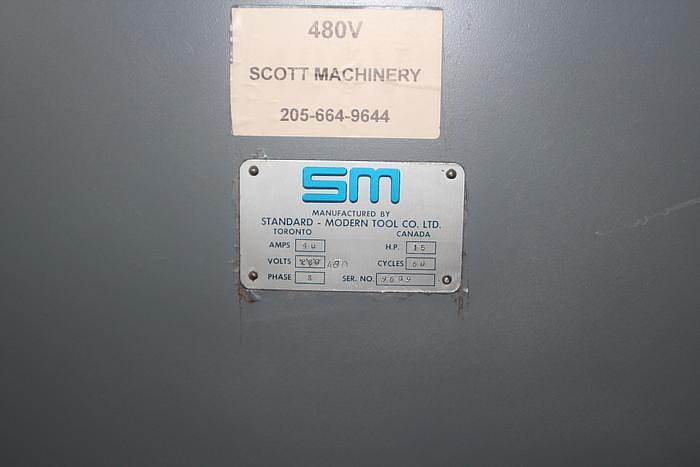 480V
SCOTT MACHINERY
205-664-9644
SM
MANUFACTURED BY
STANDARD - MODERN TOOL CO. LTD.
TORONTO CANADA
AMPS 40 H.P. 15
VOLTS 480 CYCLES 60
PHASE 3 SER. NO. 9699